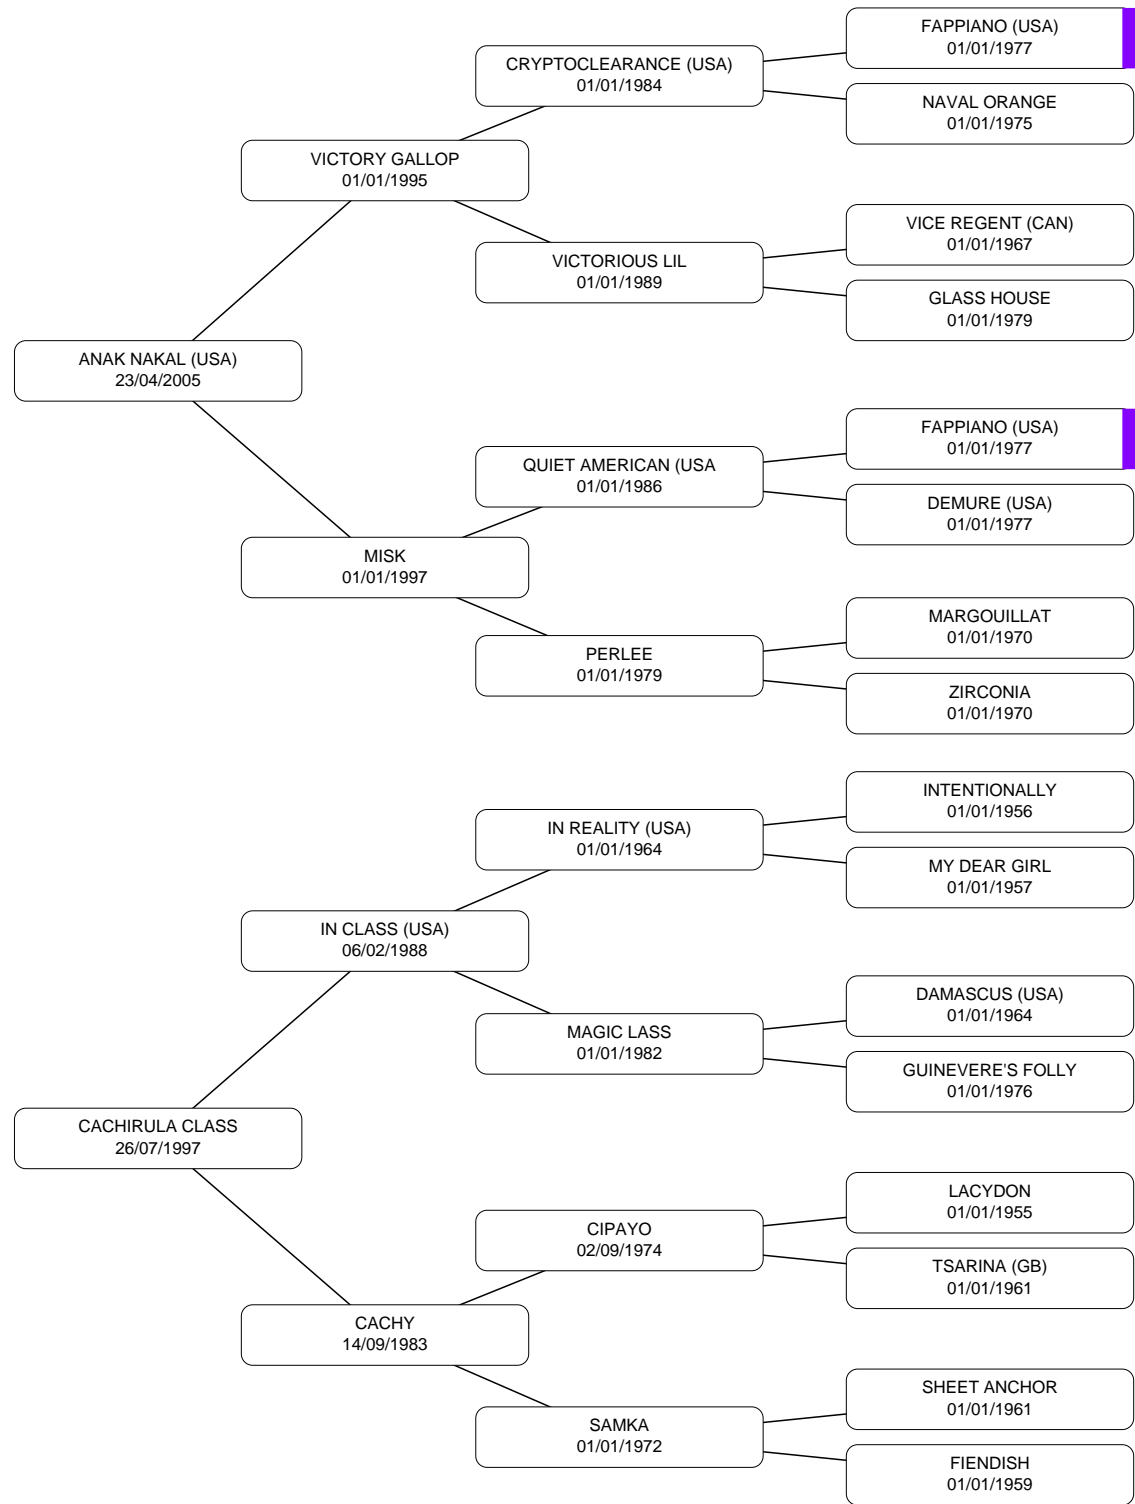 FAPPIANO (USA)
01/01/1977
CRYPTOCLEARANCE (USA)
01/01/1984
NAVAL ORANGE
01/01/1975
VICTORY GALLOP
01/01/1995
VICE REGENT (CAN)
01/01/1967
VICTORIOUS LIL
01/01/1989
GLASS HOUSE
01/01/1979
ANAK NAKAL (USA)
23/04/2005
FAPPIANO (USA)
01/01/1977
QUIET AMERICAN (USA
01/01/1986
DEMURE (USA)
01/01/1977
MISK
01/01/1997
MARGOUILLAT
01/01/1970
PERLEE
01/01/1979
ZIRCONIA
01/01/1970
INTENTIONALLY
01/01/1956
IN REALITY (USA)
01/01/1964
MY DEAR GIRL
01/01/1957
IN CLASS (USA)
06/02/1988
DAMASCUS (USA)
01/01/1964
MAGIC LASS
01/01/1982
GUINEVERE'S FOLLY
01/01/1976
CACHIRULA CLASS
26/07/1997
LACYDON
01/01/1955
CIPAYO
02/09/1974
TSARINA (GB)
01/01/1961
CACHY
14/09/1983
SHEET ANCHOR
01/01/1961
SAMKA
01/01/1972
FIENDISH
01/01/1959